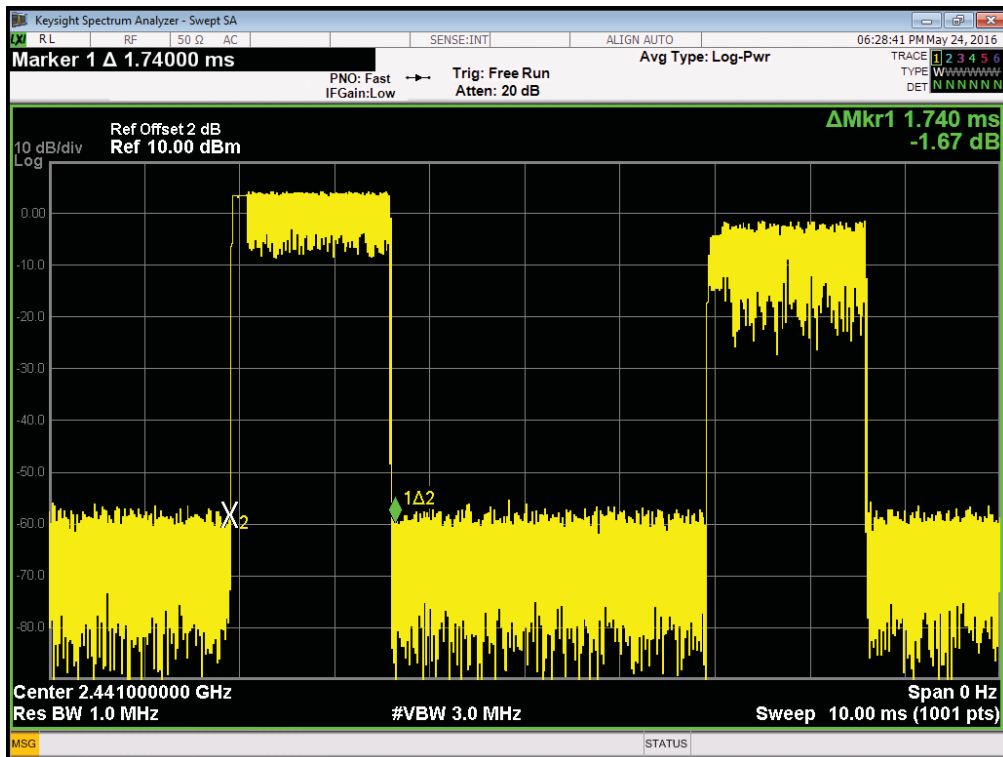 Keysight Spectrum Analyzer - Swept SA
LXI RL RF 50 Ω AC SENSE:INT ALIGN AUTO 06:28:41 PM May 24, 2016
Marker 1 Δ 1.74000 ms
PNO: Fast Trig: Free Run Avg Type: Log-Pwr TRACE 1 2 3 4 5 6
IFGain:Low Atten: 20 dB TYPE WWWWWW
DET N N N N N N
ΔMkr1 1.740 ms
-1.67 dB
Ref Offset 2 dB
10 dB/div Ref 10.00 dBm
Log
0.00
-10.0
-20.0
-30.0
-40.0
-50.0
1Δ2
2
-60.0
-70.0
-80.0
Center 2.441000000 GHz Span 0 Hz
Res BW 1.0 MHz #VBW 3.0 MHz Sweep 10.00 ms (1001 pts)
MSG STATUS